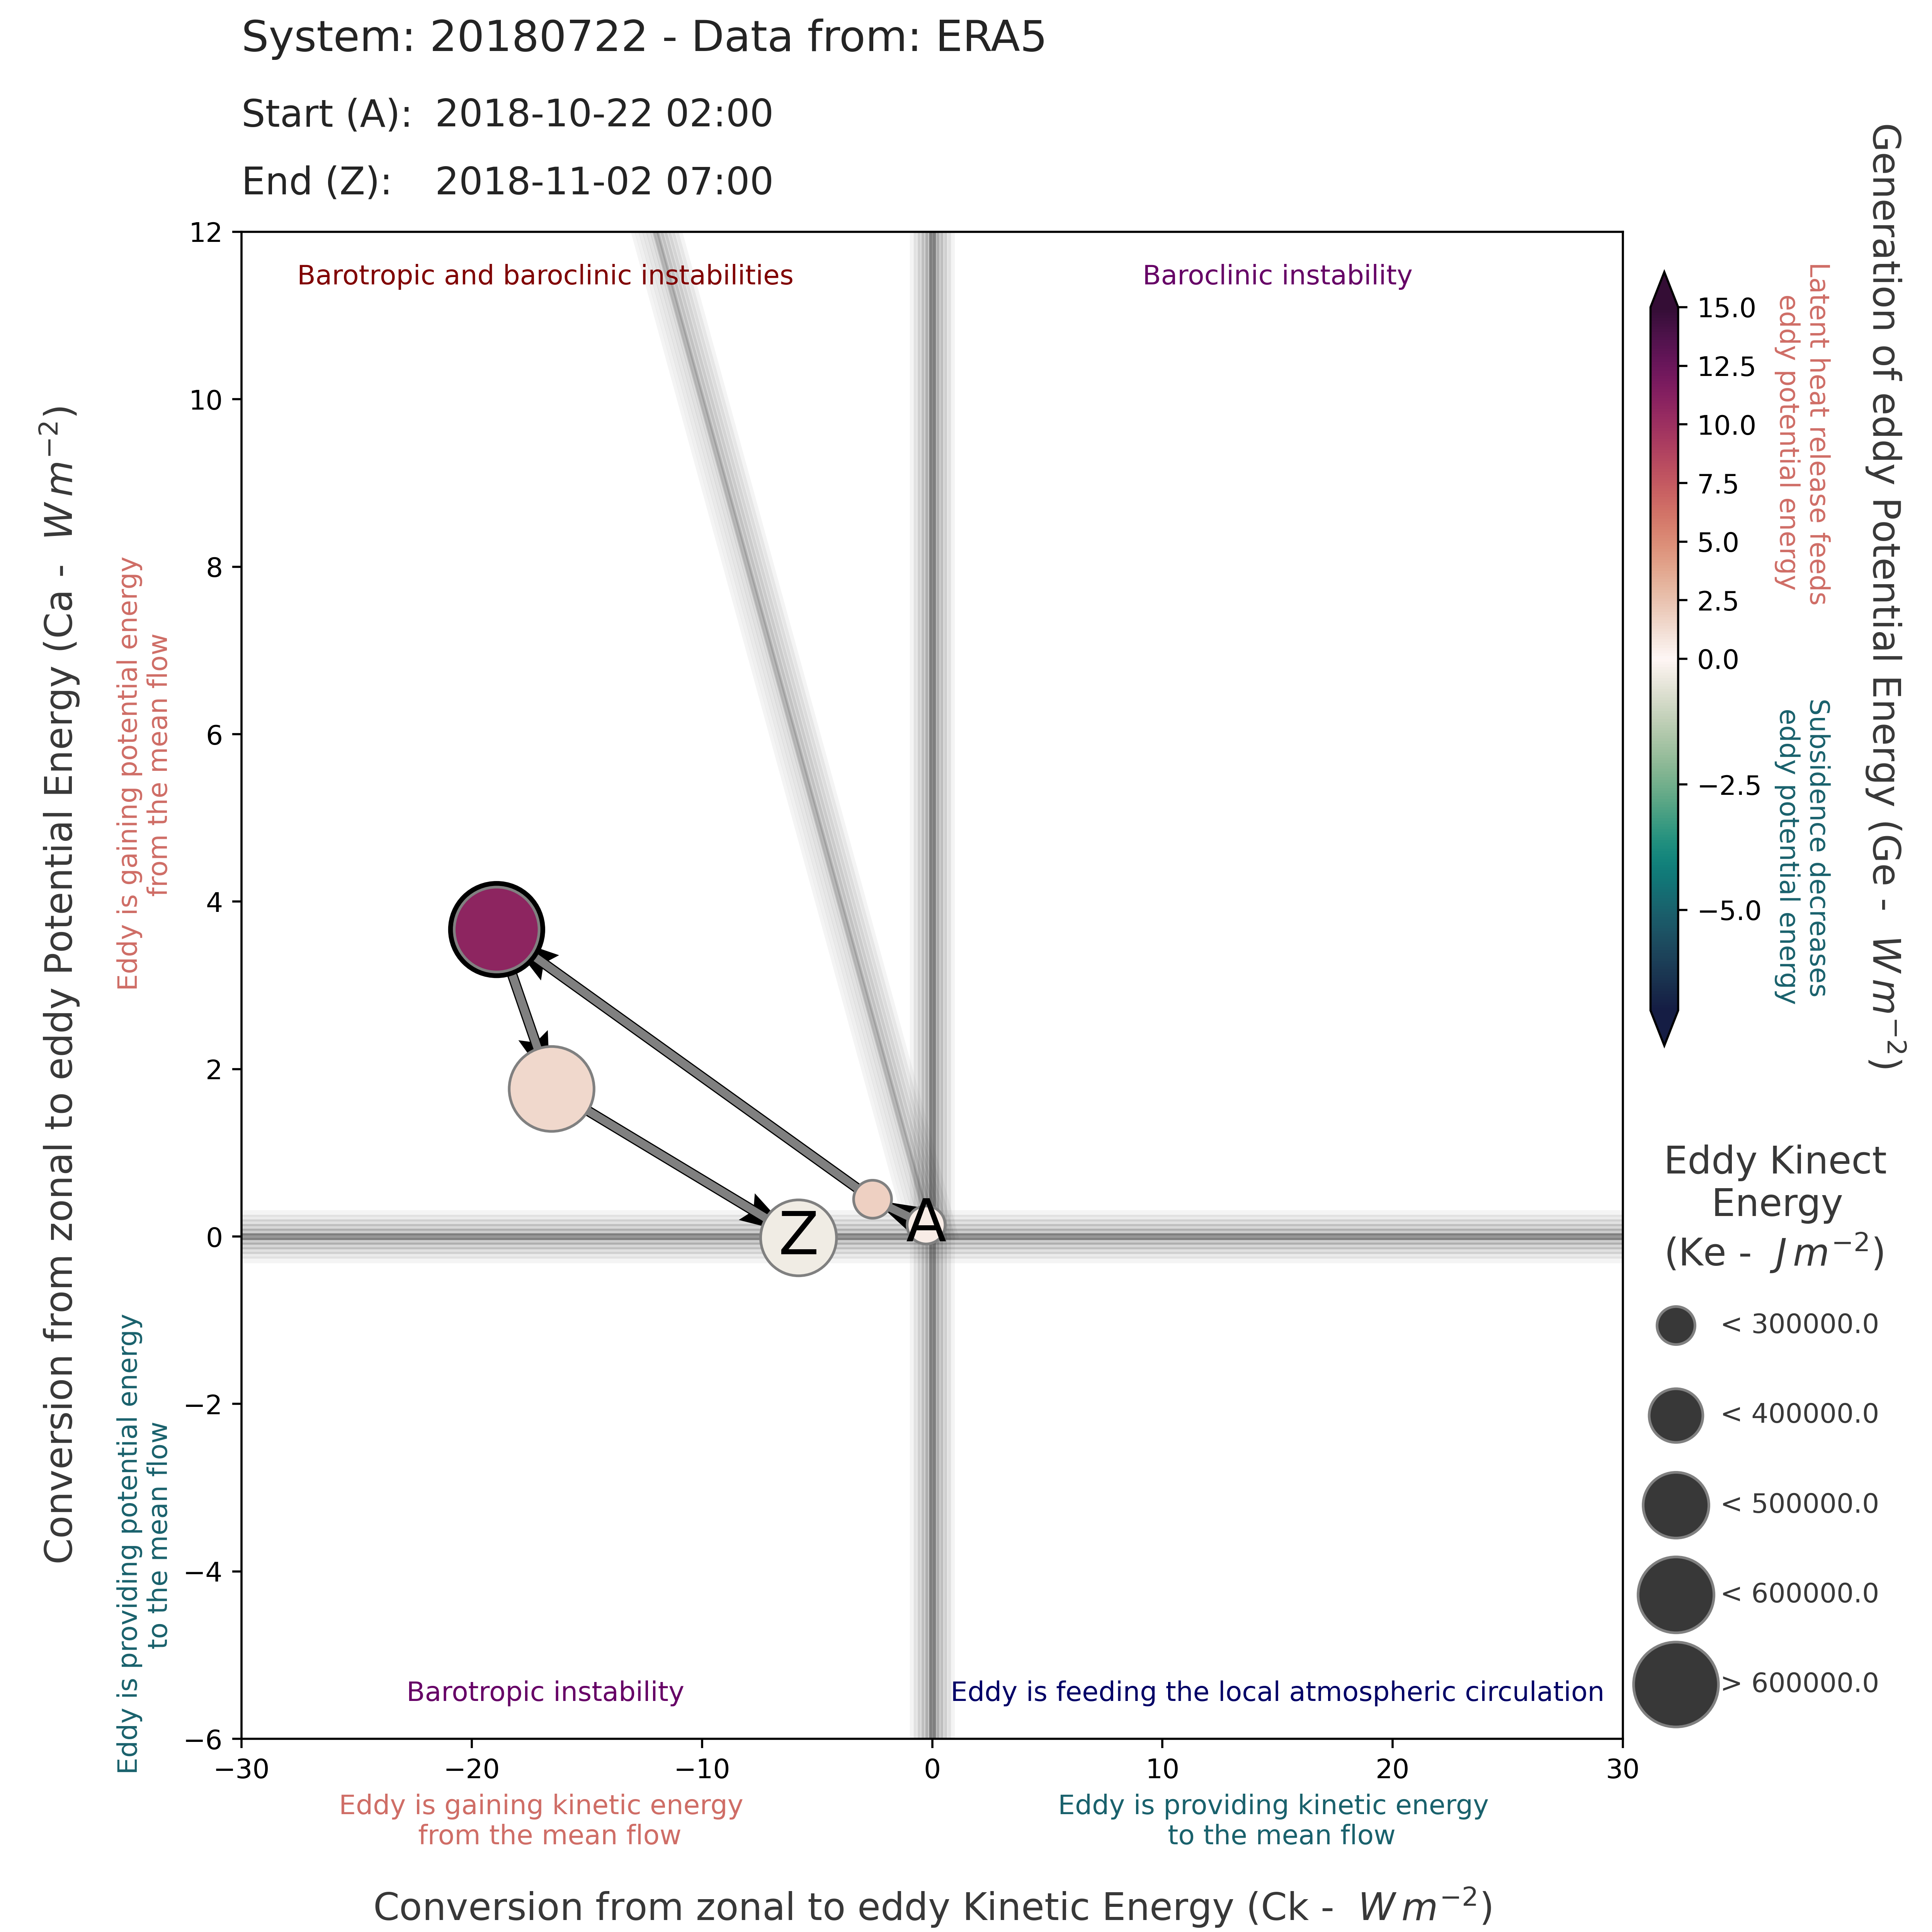 System: 20180722 - Data from: ERA5
Start (A): 2018-10-22 02:00
End (Z): 2018-11-02 07:00
Conversion from zonal to eddy Potential Energy (Ca - W m⁻²)
Eddy is gaining potential energy
from the mean flow
Eddy is providing potential energy
to the mean flow
12
10
8
6
4
2
0
−2
−4
−6
Barotropic and baroclinic instabilities
Baroclinic instability
Z
A
Barotropic instability
Eddy is feeding the local atmospheric circulation
−30
−20
−10
0
10
20
30
Eddy is gaining kinetic energy
from the mean flow
Eddy is providing kinetic energy
to the mean flow
Conversion from zonal to eddy Kinetic Energy (Ck - W m⁻²)
15.0
12.5
10.0
7.5
5.0
2.5
0.0
−2.5
−5.0
Latent heat release feeds
eddy potential energy
Subsidence decreases
eddy potential energy
Generation of eddy Potential Energy (Ge - W m⁻²)
Eddy Kinect
Energy
(Ke - J m⁻²)
< 300000.0
< 400000.0
< 500000.0
< 600000.0
> 600000.0